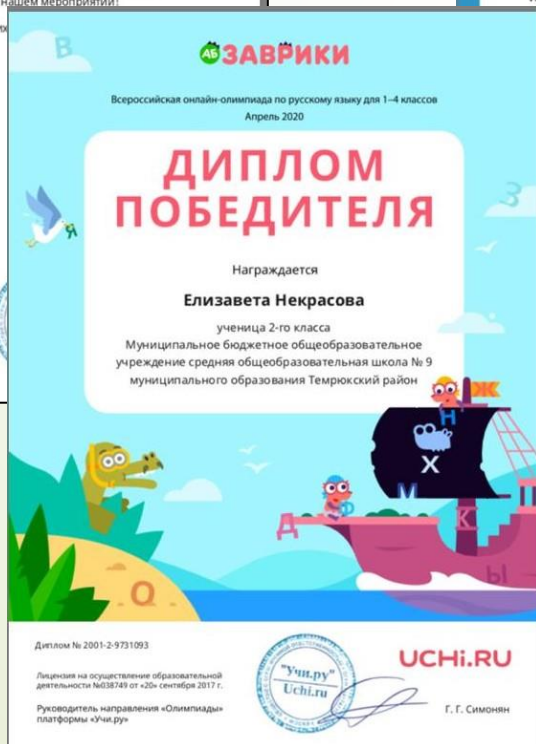 нашем мероприятии!
АБЗАВРИКИ
Всероссийская онлайн-олимпиада по русскому языку для 1–4 классов
Апрель 2020
ДИПЛОМ
ПОБЕДИТЕЛЯ
Награждается
Елизавета Некрасова
ученица 2-го класса
Муниципальное бюджетное общеобразовательное
учреждение средняя общеобразовательная школа № 9
муниципального образования Темрюкский район
В
З
Я
Ж
Н
Х
М
Ф
Д
К
Ы
О
Диплом № 2001-2-9731093
Лицензия на осуществление образовательной
деятельности №038749 от «20» сентября 2017 г.
Руководитель направления «Олимпиады»
платформы «Учи.ру»
"Учи.ру"
Uchi.ru
UCHi.RU
Г. Г. Симонян